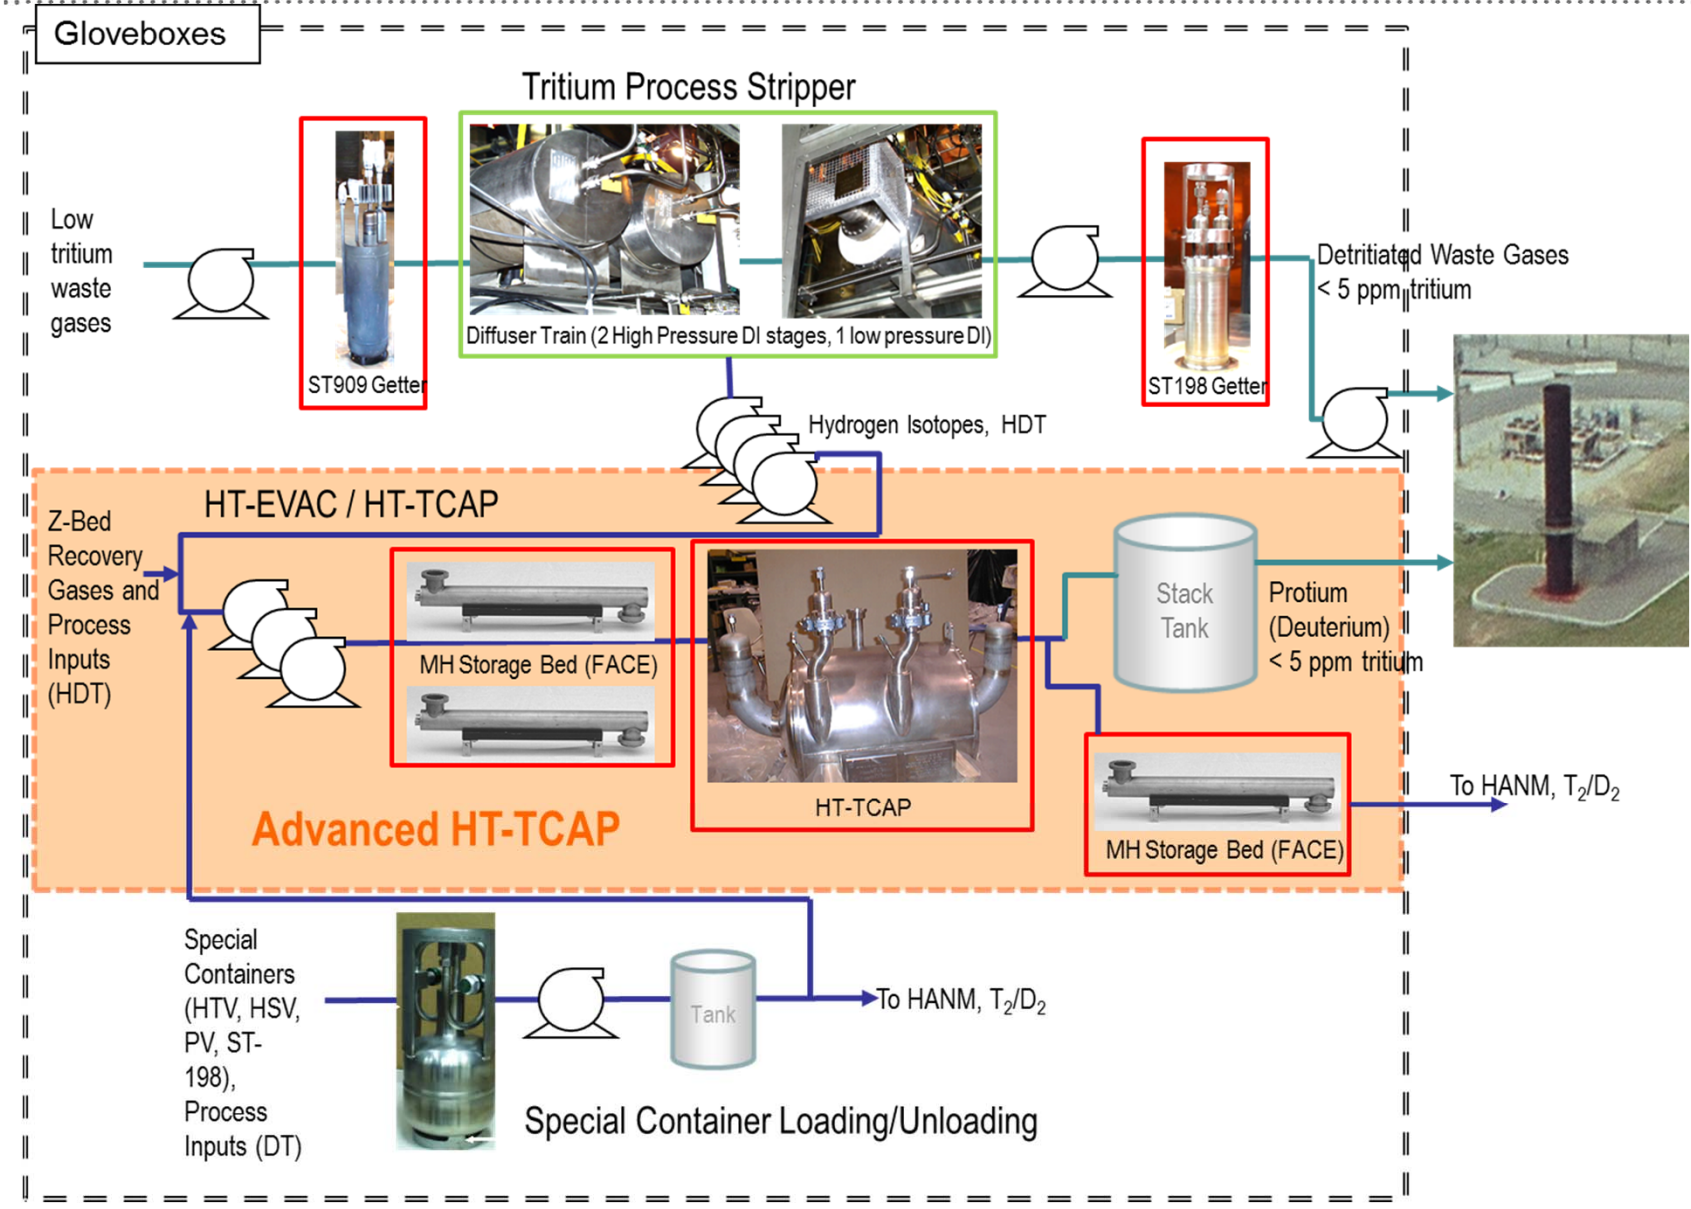 Gloveboxes
Tritium Process Stripper
Low
tritium
waste
gases
ST909 Getter
Diffuser Train (2 High Pressure DI stages, 1 low pressure DI)
ST198 Getter
Detritiated Waste Gases
< 5 ppm tritium
Hydrogen Isotopes, HDT
HT-EVAC / HT-TCAP
Z-Bed
Recovery
Gases and
Process
Inputs
(HDT)
MH Storage Bed (FACE)
HT-TCAP
Stack
Tank
Protium
(Deuterium)
< 5 ppm tritium
Advanced HT-TCAP
MH Storage Bed (FACE)
To HANM, T₂/D₂
Special
Containers
(HTV, HSV,
PV, ST-
198),
Process
Inputs (DT)
Tank
To HANM, T₂/D₂
Special Container Loading/Unloading